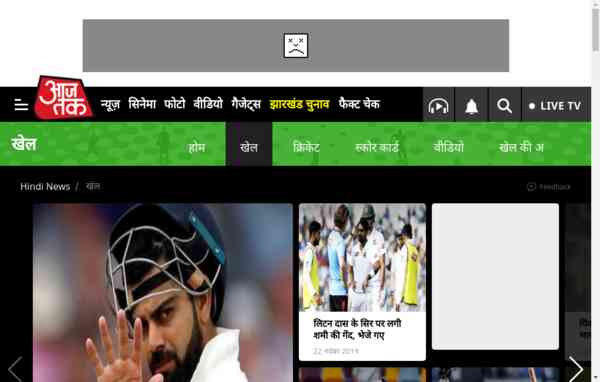 आज तक
न्यूज़ सिनेमा फोटो वीडियो गैजेट्स झारखंड चुनाव फैक्ट चेक
LIVE TV
खेल
होम खेल क्रिकेट स्कोर कार्ड वीडियो खेल की अ
Hindi News / खेल
Feedback
लिटन दास के सिर पर लगी
शमी की गेंद, भेजे गए
22 नवंबर 2019